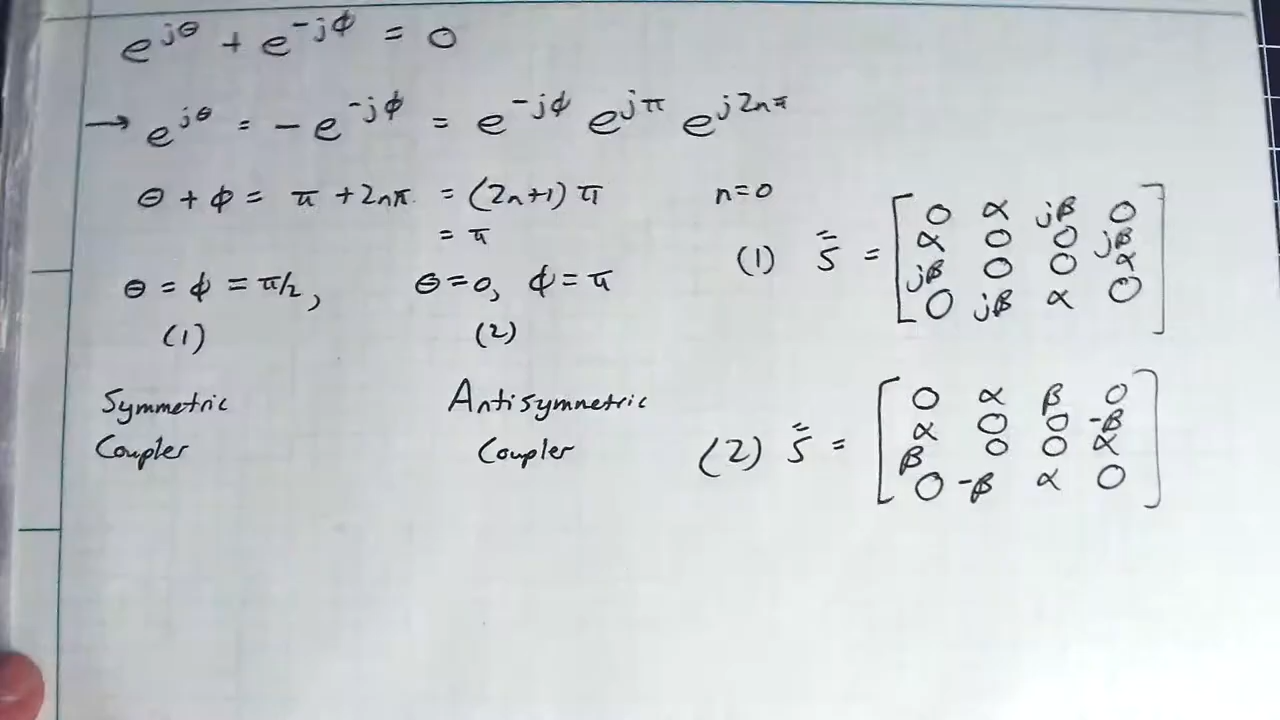 e^{jθ} + e^{-jϕ} = 0
→ e^{jθ} = -e^{-jϕ} = e^{-jϕ} e^{jπ} e^{j2nπ}
θ + ϕ = π + 2nπ = (2n+1) π n=0
= π
θ = ϕ = π/2, θ=0, ϕ = π
(1) (2)
Symmetric Coupler
Antisymmetric Coupler
(1) S̿ =
0 α jβ 0
α 0 0 jβ
jβ 0 0 α
0 jβ α 0
(2) S̿ =
0 α β 0
α 0 0 -β
β 0 0 α
0 -β α 0